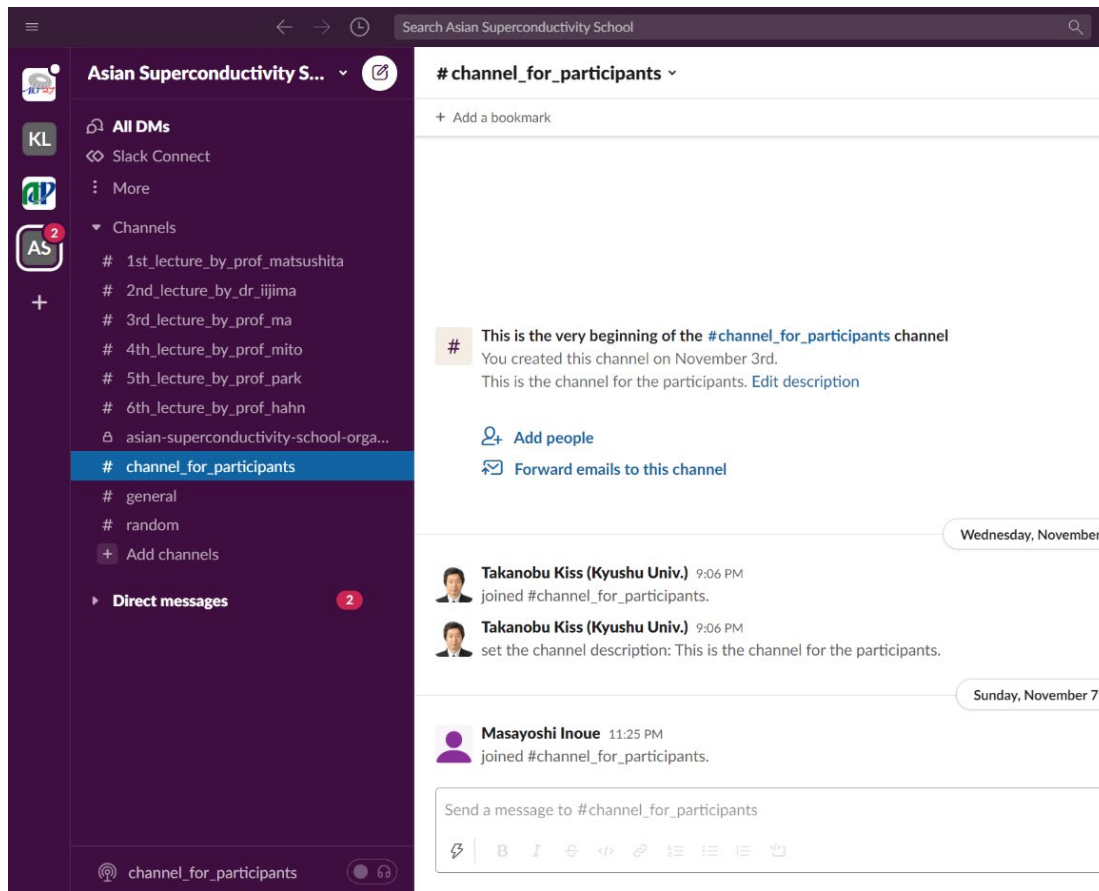 Search Asian Superconductivity School
Asian Superconductivity S...
KL
AS
2
All DMs
Slack Connect
More
Channels
# 1st_lecture_by_prof_matsushita
# 2nd_lecture_by_dr_iijima
# 3rd_lecture_by_prof_ma
# 4th_lecture_by_prof_mito
# 5th_lecture_by_prof_park
# 6th_lecture_by_prof_hahn
asian-superconductivity-school-orga...
# channel_for_participants
# general
# random
+ Add channels
Direct messages 2
channel_for_participants
# channel_for_participants
+ Add a bookmark
# This is the very beginning of the #channel_for_participants channel
You created this channel on November 3rd.
This is the channel for the participants. Edit description
Add people
Forward emails to this channel
Wednesday, November
Takanobu Kiss (Kyushu Univ.) 9:06 PM
joined #channel_for_participants.
Takanobu Kiss (Kyushu Univ.) 9:06 PM
set the channel description: This is the channel for the participants.
Sunday, November 7
Masayoshi Inoue 11:25 PM
joined #channel_for_participants.
Send a message to #channel_for_participants
B I S